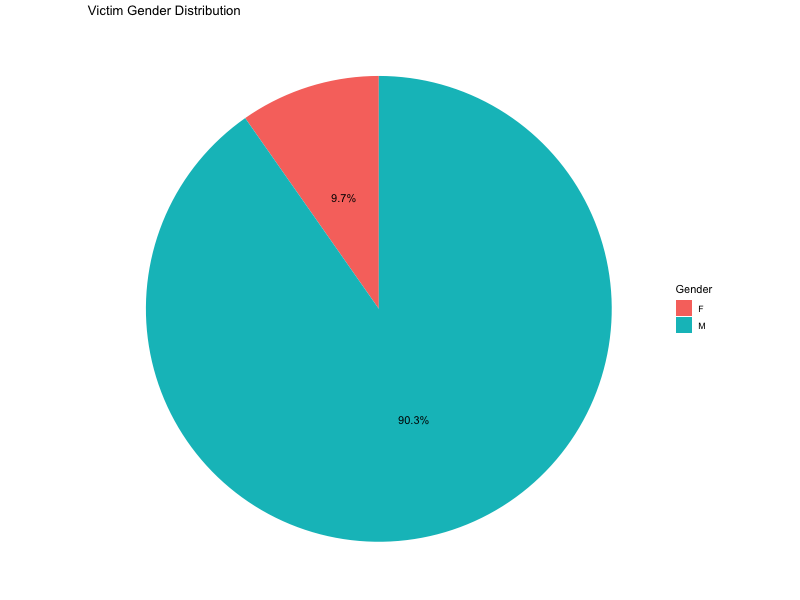 Victim Gender Distribution
9.7%
90.3%
Gender
F
M